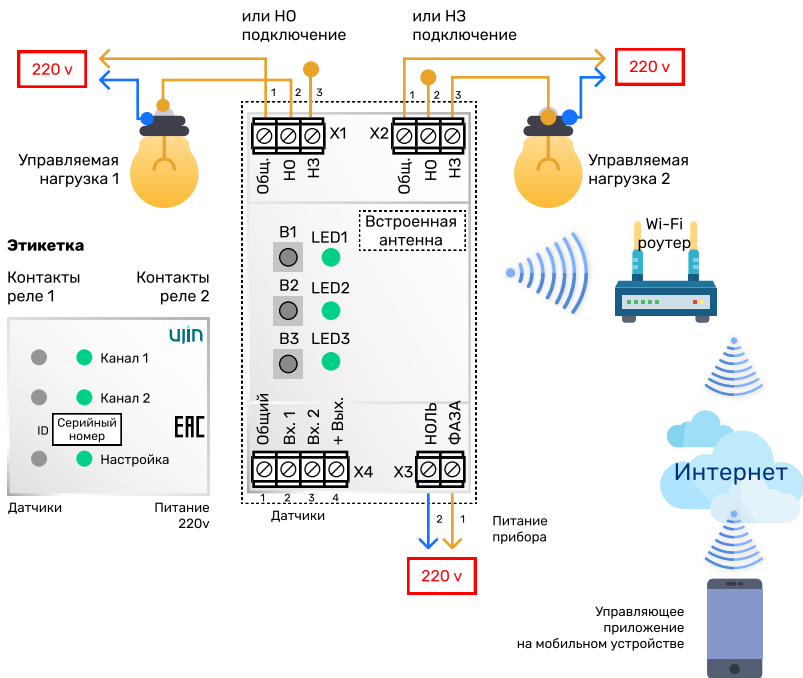 или НО
подключение
или НЗ
подключение
220 v
220 v
1
2
3
1
2
3
X1
X2
Общ.
НО
НЗ
Общ.
НО
НЗ
Управляемая
нагрузка 1
Управляемая
нагрузка 2
Встроенная
антенна
B1
LED1
B2
LED2
B3
LED3
Wi-Fi
роутер
Этикетка
Контакты
реле 1
Контакты
реле 2
ujin
Канал 1
Канал 2
ID
Серийный
номер
EAC
Настройка
Датчики
Питание
220v
Общий
Вх. 1
Вх. 2
+ Вых.
НОЛЬ
ФАЗА
X4
X3
1
2
3
4
Датчики
2
1
Питание
прибора
220 v
Интернет
Управляющее
приложение
на мобильном устройстве